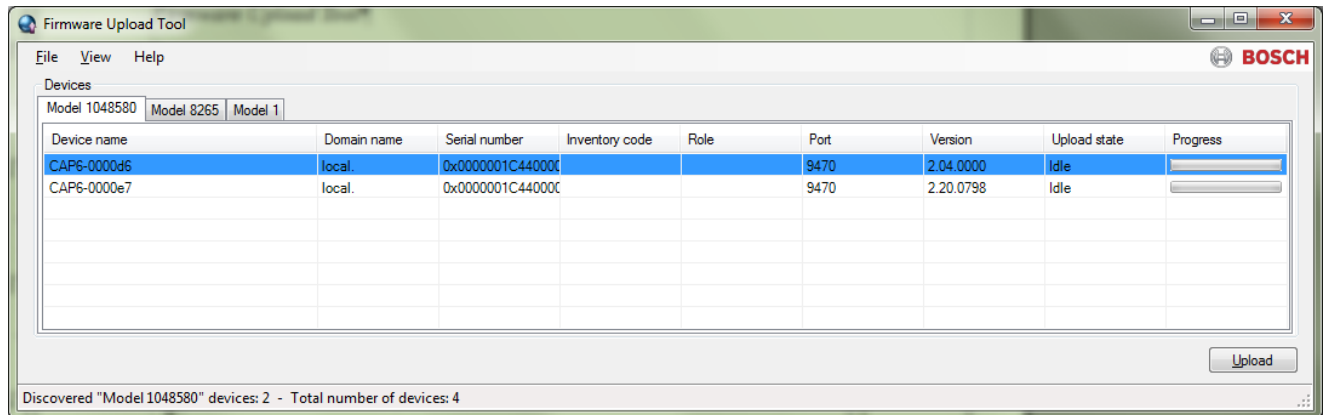 Firmware Upload Tool
File View Help BOSCH
Devices
Model 1048580 Model 8265 Model 1
Device name Domain name Serial number Inventory code Role Port Version Upload state Progress
CAP6-0000d6 local. 0x0000001C440000 9470 2.04.0000 Idle
CAP6-0000e7 local. 0x0000001C440000 9470 2.20.0798 Idle
Upload
Discovered "Model 1048580" devices: 2 - Total number of devices: 4